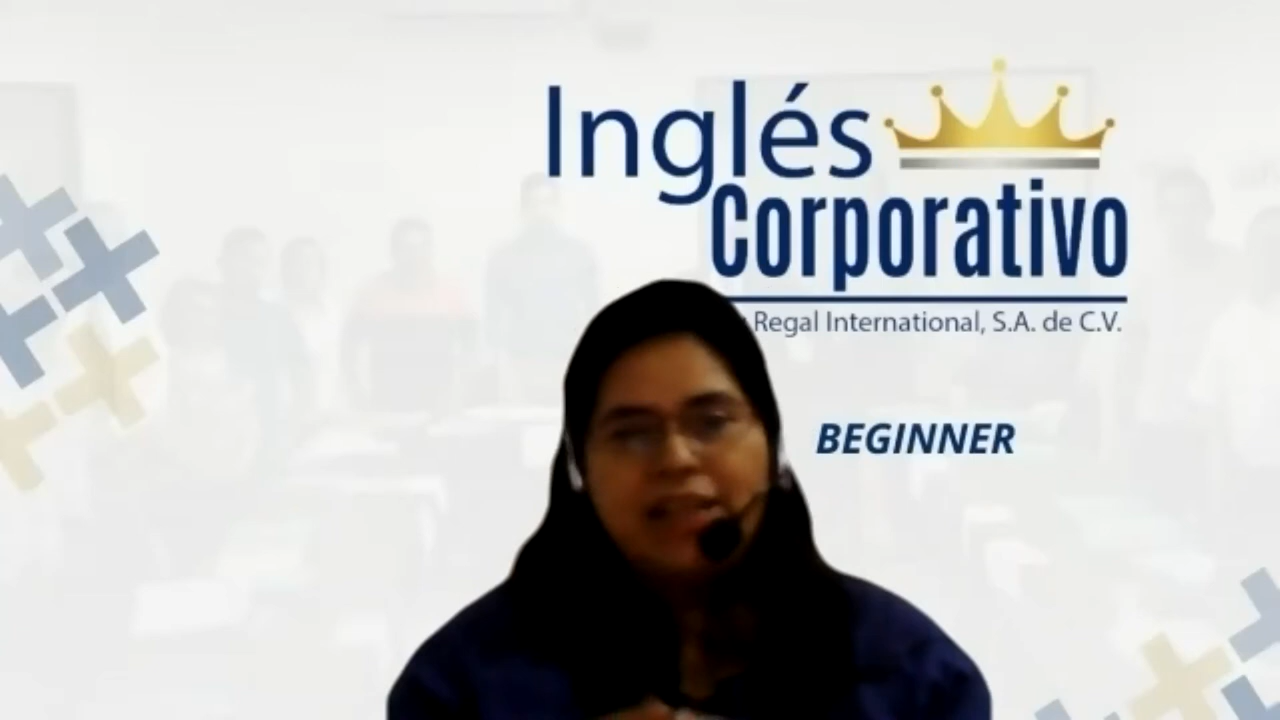 Inglés
Corporativo
Regal International, S.A. de C.V.
BEGINNER